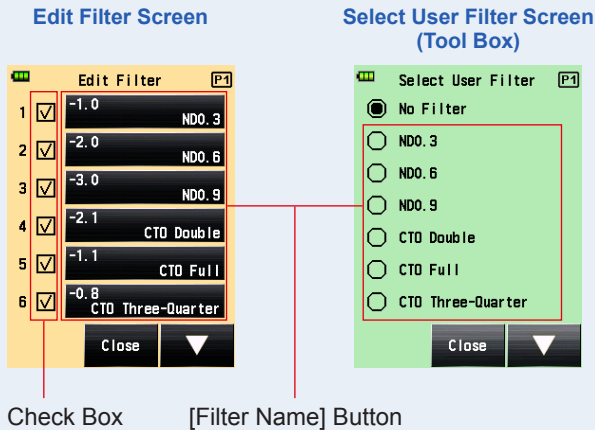 Edit Filter Screen
Edit Filter P1
1 -1.0
ND0.3
2 -2.0
ND0.6
3 -3.0
ND0.9
4 -2.1
CTO Double
5 -1.1
CTO Full
6 -0.8
CTO Three-Quarter
Close
Check Box
[Filter Name] Button
Select User Filter Screen
(Tool Box)
Select User Filter P1
No Filter
ND0.3
ND0.6
ND0.9
CTO Double
CTO Full
CTO Three-Quarter
Close